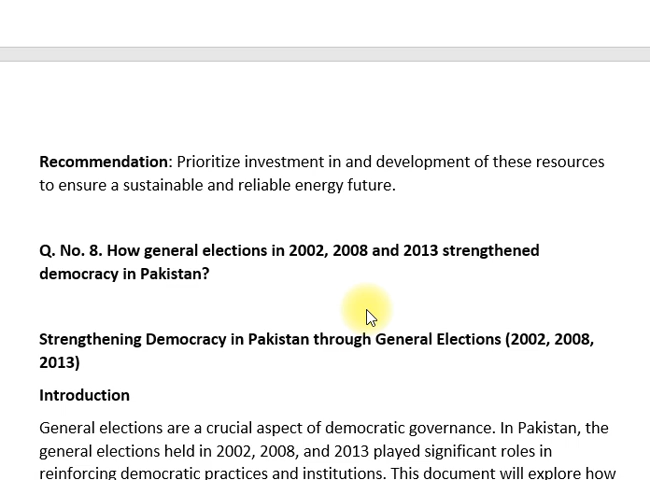 Recommendation: Prioritize investment in and development of these resources
to ensure a sustainable and reliable energy future.
Q. No. 8. How general elections in 2002, 2008 and 2013 strengthened
democracy in Pakistan?
Strengthening Democracy in Pakistan through General Elections (2002, 2008,
2013)
Introduction
General elections are a crucial aspect of democratic governance. In Pakistan, the
general elections held in 2002, 2008, and 2013 played significant roles in
reinforcing democratic practices and institutions. This document will explore how